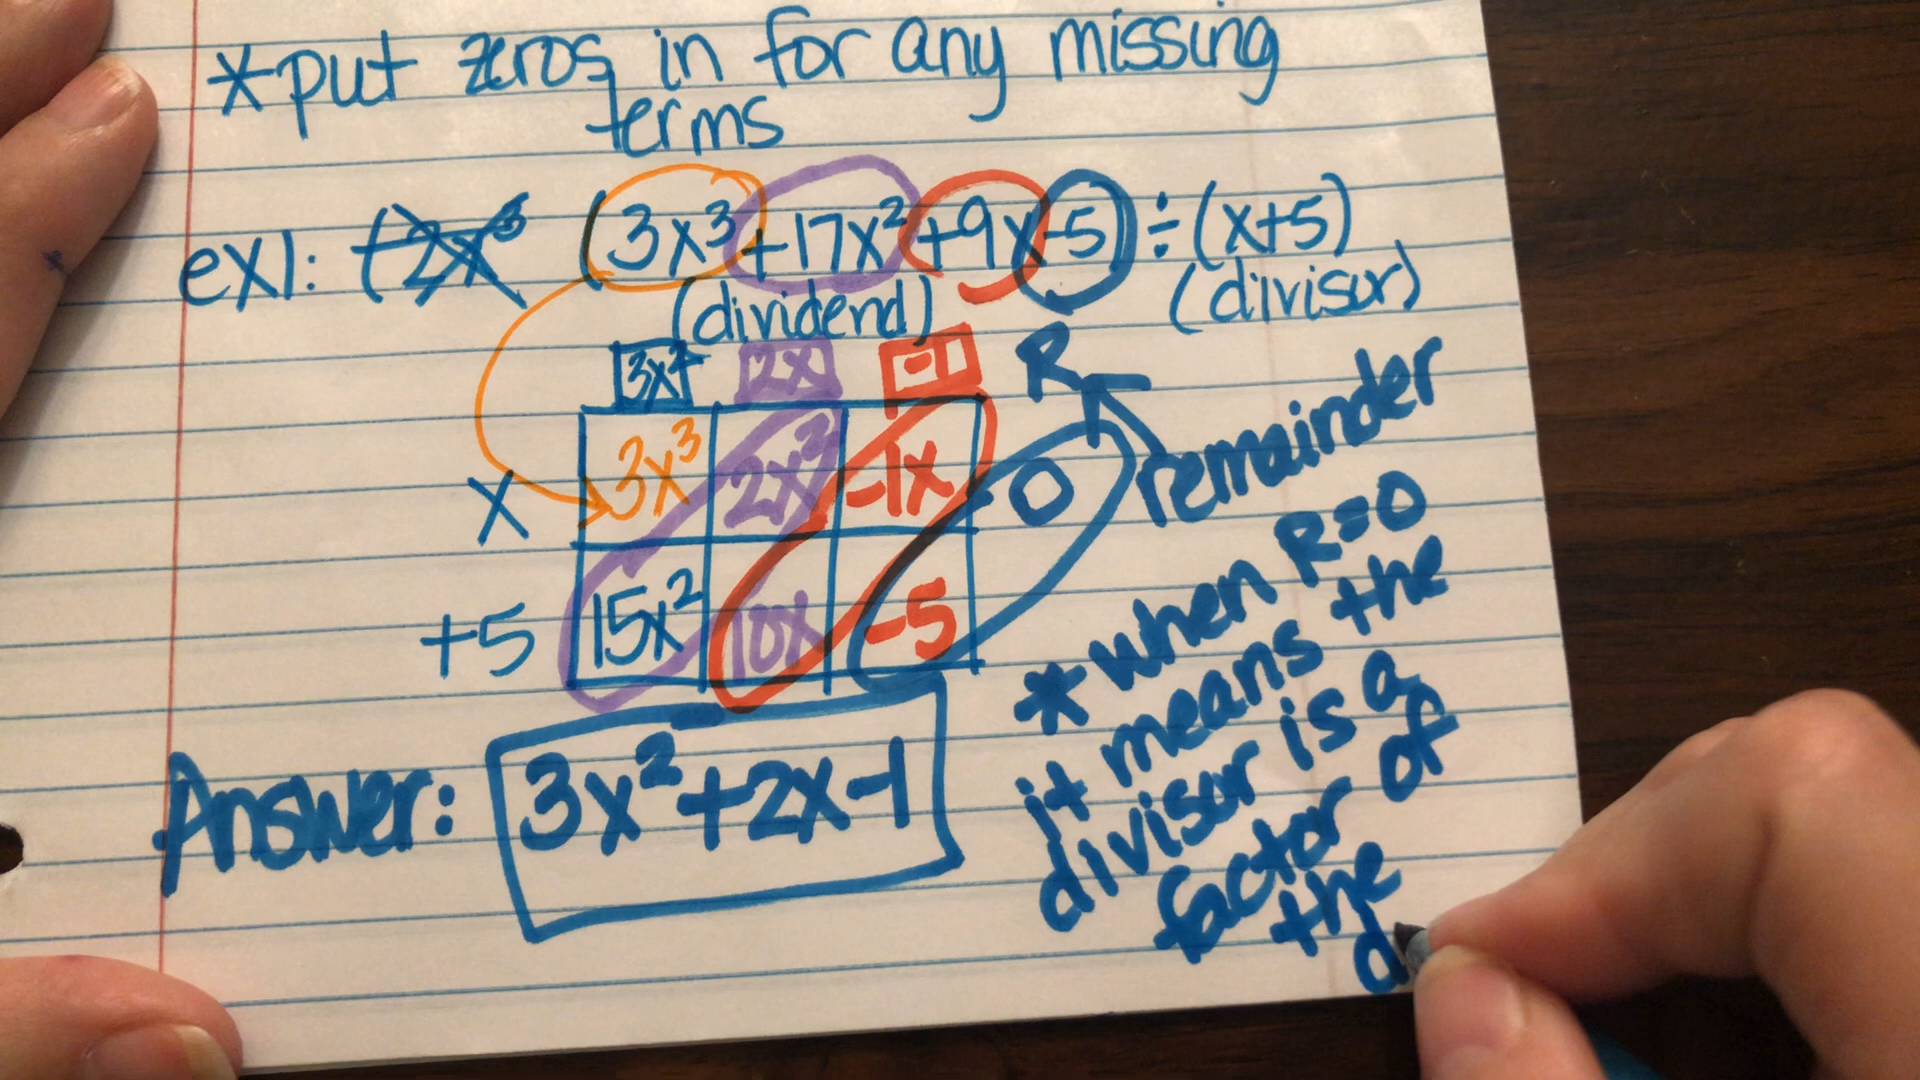 *put zeros in for any missing
terms
ex1: (2x³ (3x³+17x²+9x-5) ÷ (x+5)
(dividend) (divisor)
3x² 2x -1 R
x 3x³ 2x³ -1x 0 remainder
+5 15x² 10x -5
*when R=0
it means the
divisor is a
factor of
the
d
Answer: 3x²+2x-1